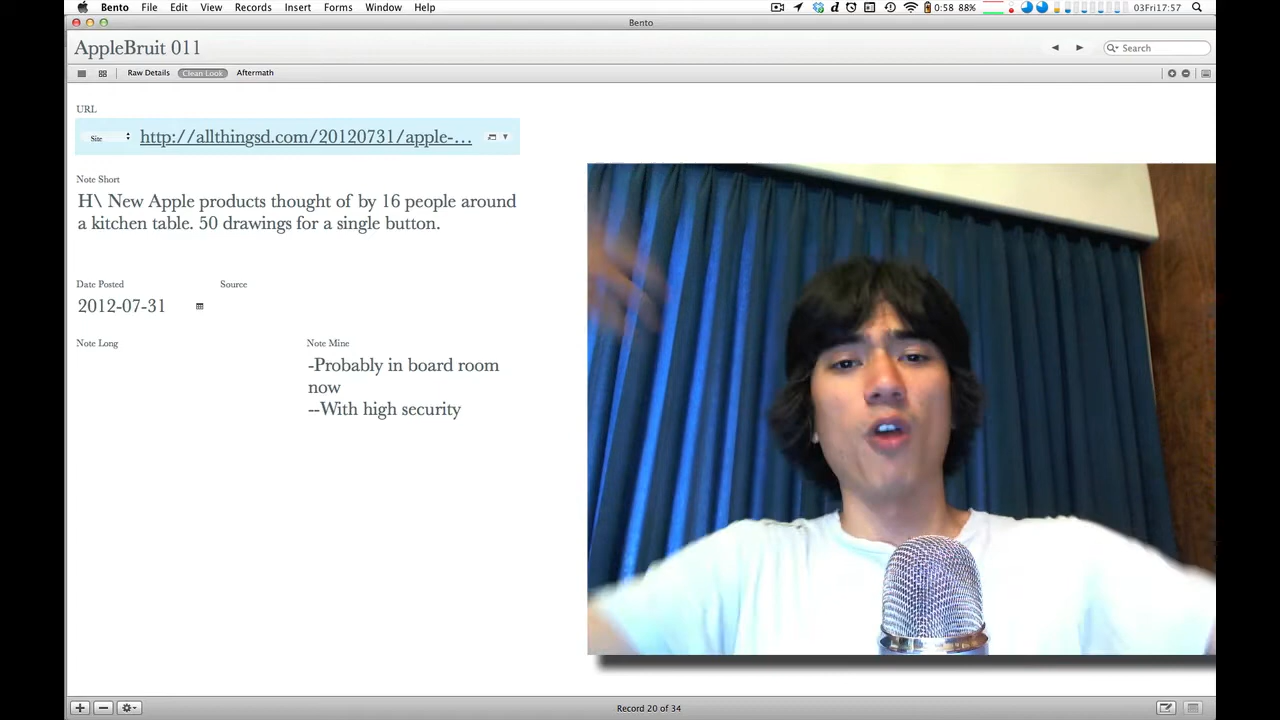 Bento File Edit View Records Insert Forms Window Help 0:58 88% 03Fri17:57
Bento
AppleBruit 011
Search
Raw Details Clean Look Aftermath
URL
Site http://allthingsd.com/20120731/apple-...
Note Short
H\ New Apple products thought of by 16 people around
a kitchen table. 50 drawings for a single button.
Date Posted Source
2012-07-31
Note Long Note Mine
-Probably in board room
now
--With high security
Record 20 of 34